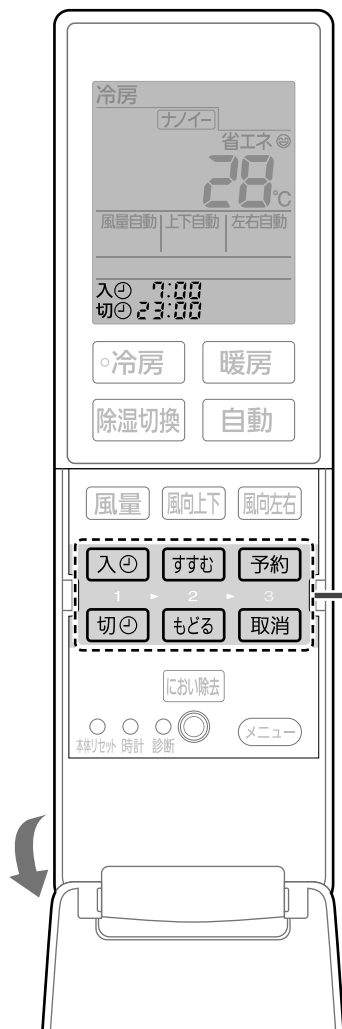 冷房
ナノイー
省エネ
28℃
風量自動 上下自動 左右自動
入 7:00
切 23:00
冷房 暖房
除湿切換 自動
風量 風向上下 風向左右
入 すすむ 予約
1 ► 2 ► 3
切 もどる 取消
におい除去
本体リセット 時計 診断 メニュー